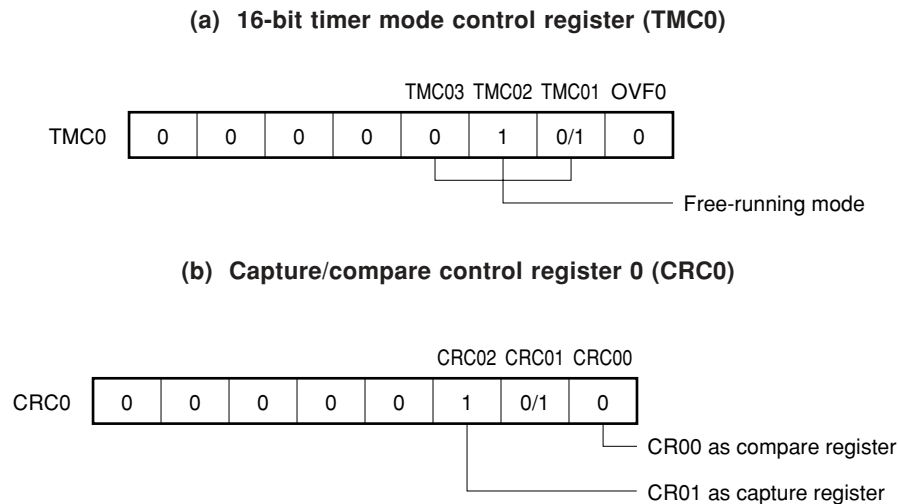 (a) 16-bit timer mode control register (TMC0)
TMC03 TMC02 TMC01 OVF0
TMC0 0 0 0 0 0 1 0/1 0
Free-running mode
(b) Capture/compare control register 0 (CRC0)
CRC02 CRC01 CRC00
CRC0 0 0 0 0 0 1 0/1 0
CR00 as compare register
CR01 as capture register